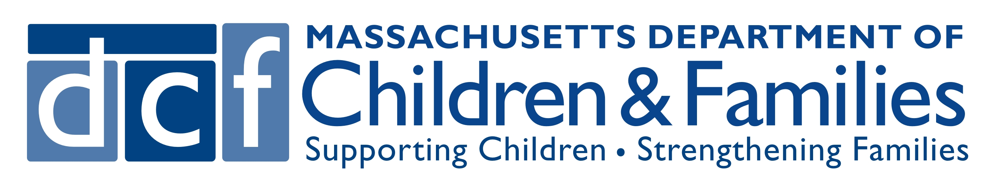 dcf
MASSACHUSETTS DEPARTMENT OF
Children & Families
Supporting Children • Strengthening Families